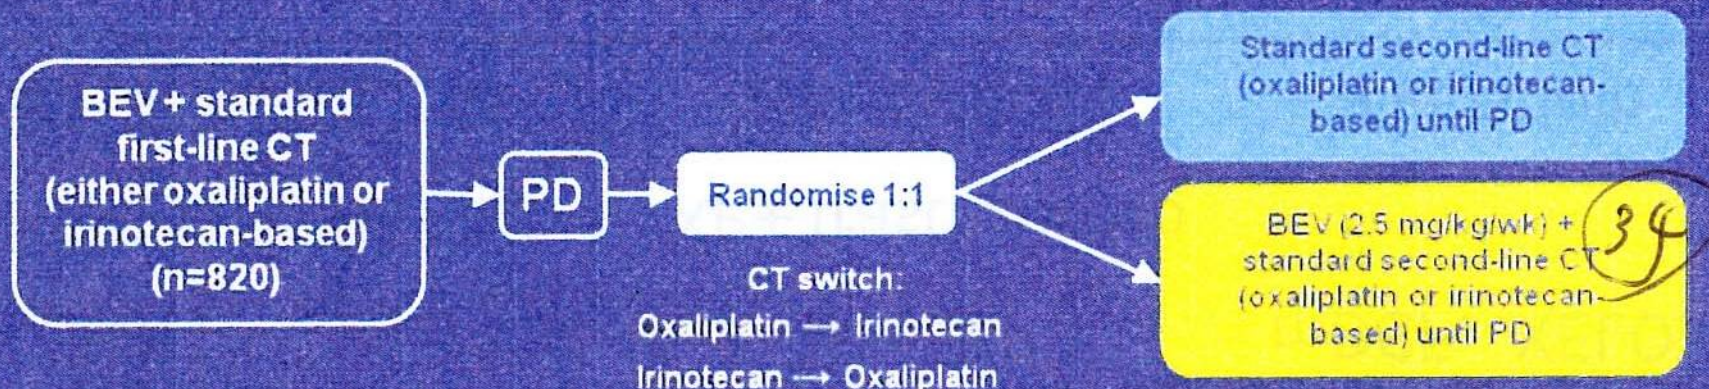 BEV + standard
first-line CT
(either oxaliplatin or
irinotecan-based)
(n=820)
PD
Randomise 1:1
CT switch:
Oxaliplatin → Irinotecan
Irinotecan → Oxaliplatin
Standard second-line CT
(oxaliplatin or irinotecan-
based) until PD
BEV (2.5 mg/kg/wk) +
standard second-line CT
(oxaliplatin or irinotecan-
based) until PD
34